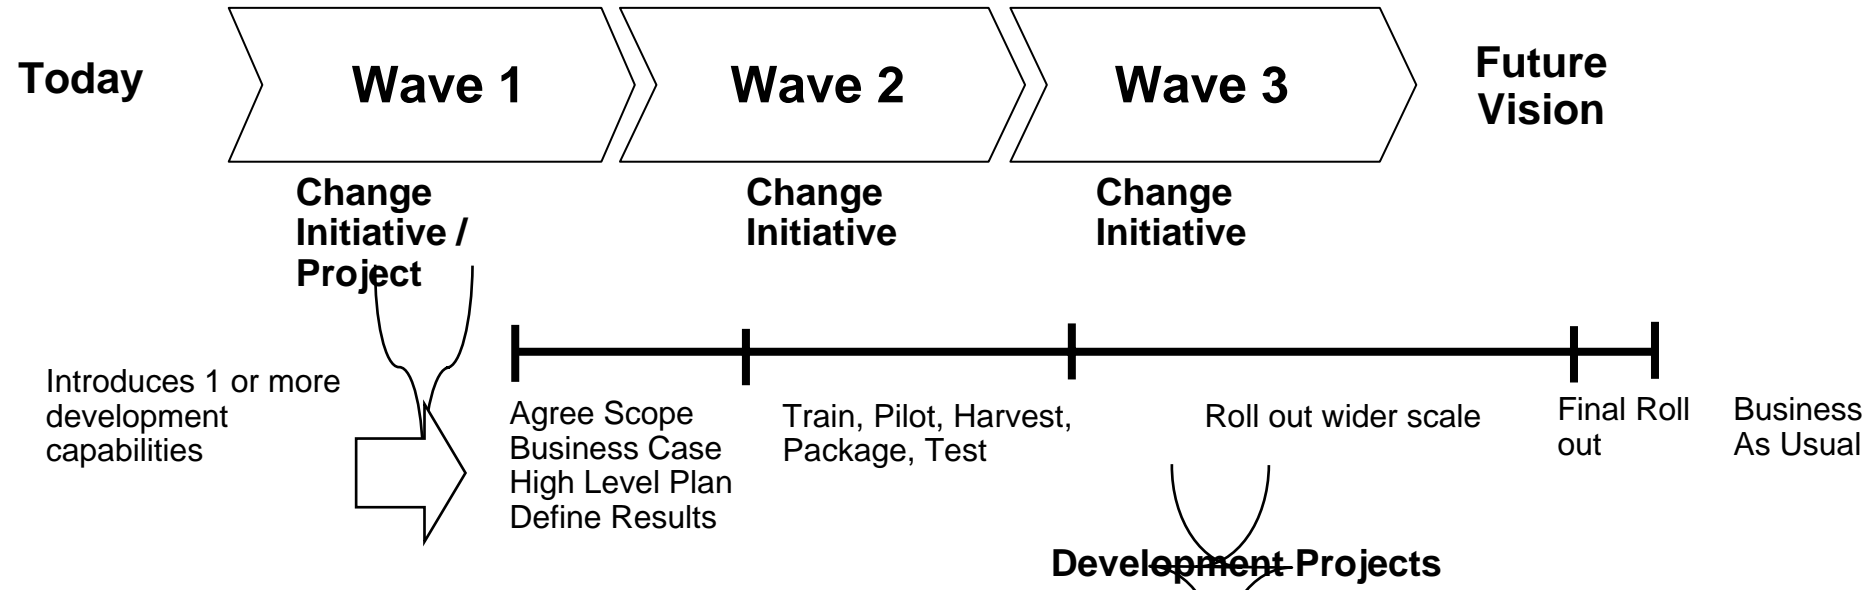 Today
Wave 1
Wave 2
Wave 3
Future
Vision
Change
Initiative /
Project
Change
Initiative
Change
Initiative
Introduces 1 or more
development
capabilities
Agree Scope
Business Case
High Level Plan
Define Results
Train, Pilot, Harvest,
Package, Test
Roll out wider scale
Final Roll
out
Business
As Usual
Development Projects